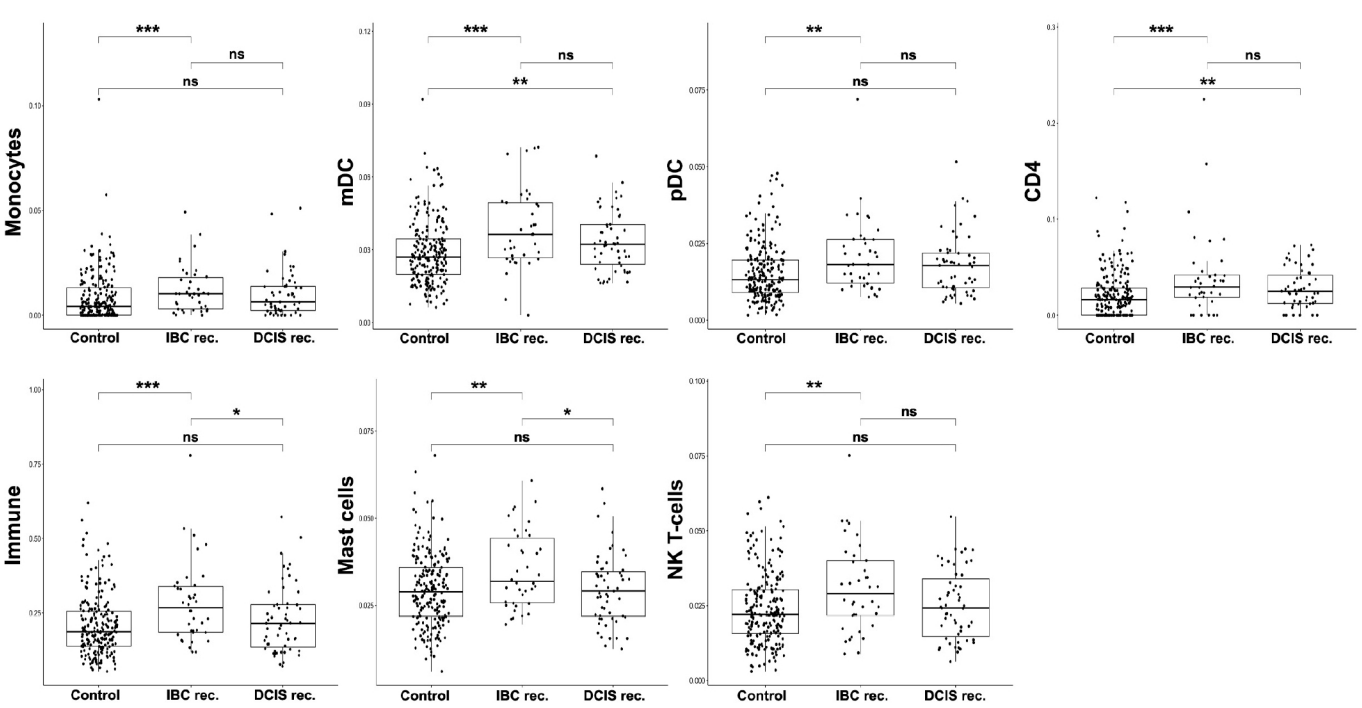 ***
ns
ns
Monocytes
0.10
0.05
0.00
Control IBC rec. DCIS rec.
***
ns
**
mDC
0.12
0.09
0.05
0.03
0.00
Control IBC rec. DCIS rec.
**
ns
ns
pDC
0.075
0.050
0.025
0.000
Control IBC rec. DCIS rec.
***
ns
**
CD4
0.3
0.2
0.1
0.0
Control IBC rec. DCIS rec.
***
*
ns
Immune
1.00
0.75
0.50
0.25
Control IBC rec. DCIS rec.
**
*
ns
Mast cells
0.075
0.050
0.025
Control IBC rec. DCIS rec.
**
ns
ns
NK T-cells
0.100
0.075
0.050
0.025
0.000
Control IBC rec. DCIS rec.